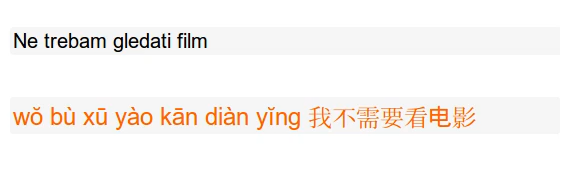 Ne trebam gledati film
wǒ bù xū yào kān diàn yǐng 我不需要看电影